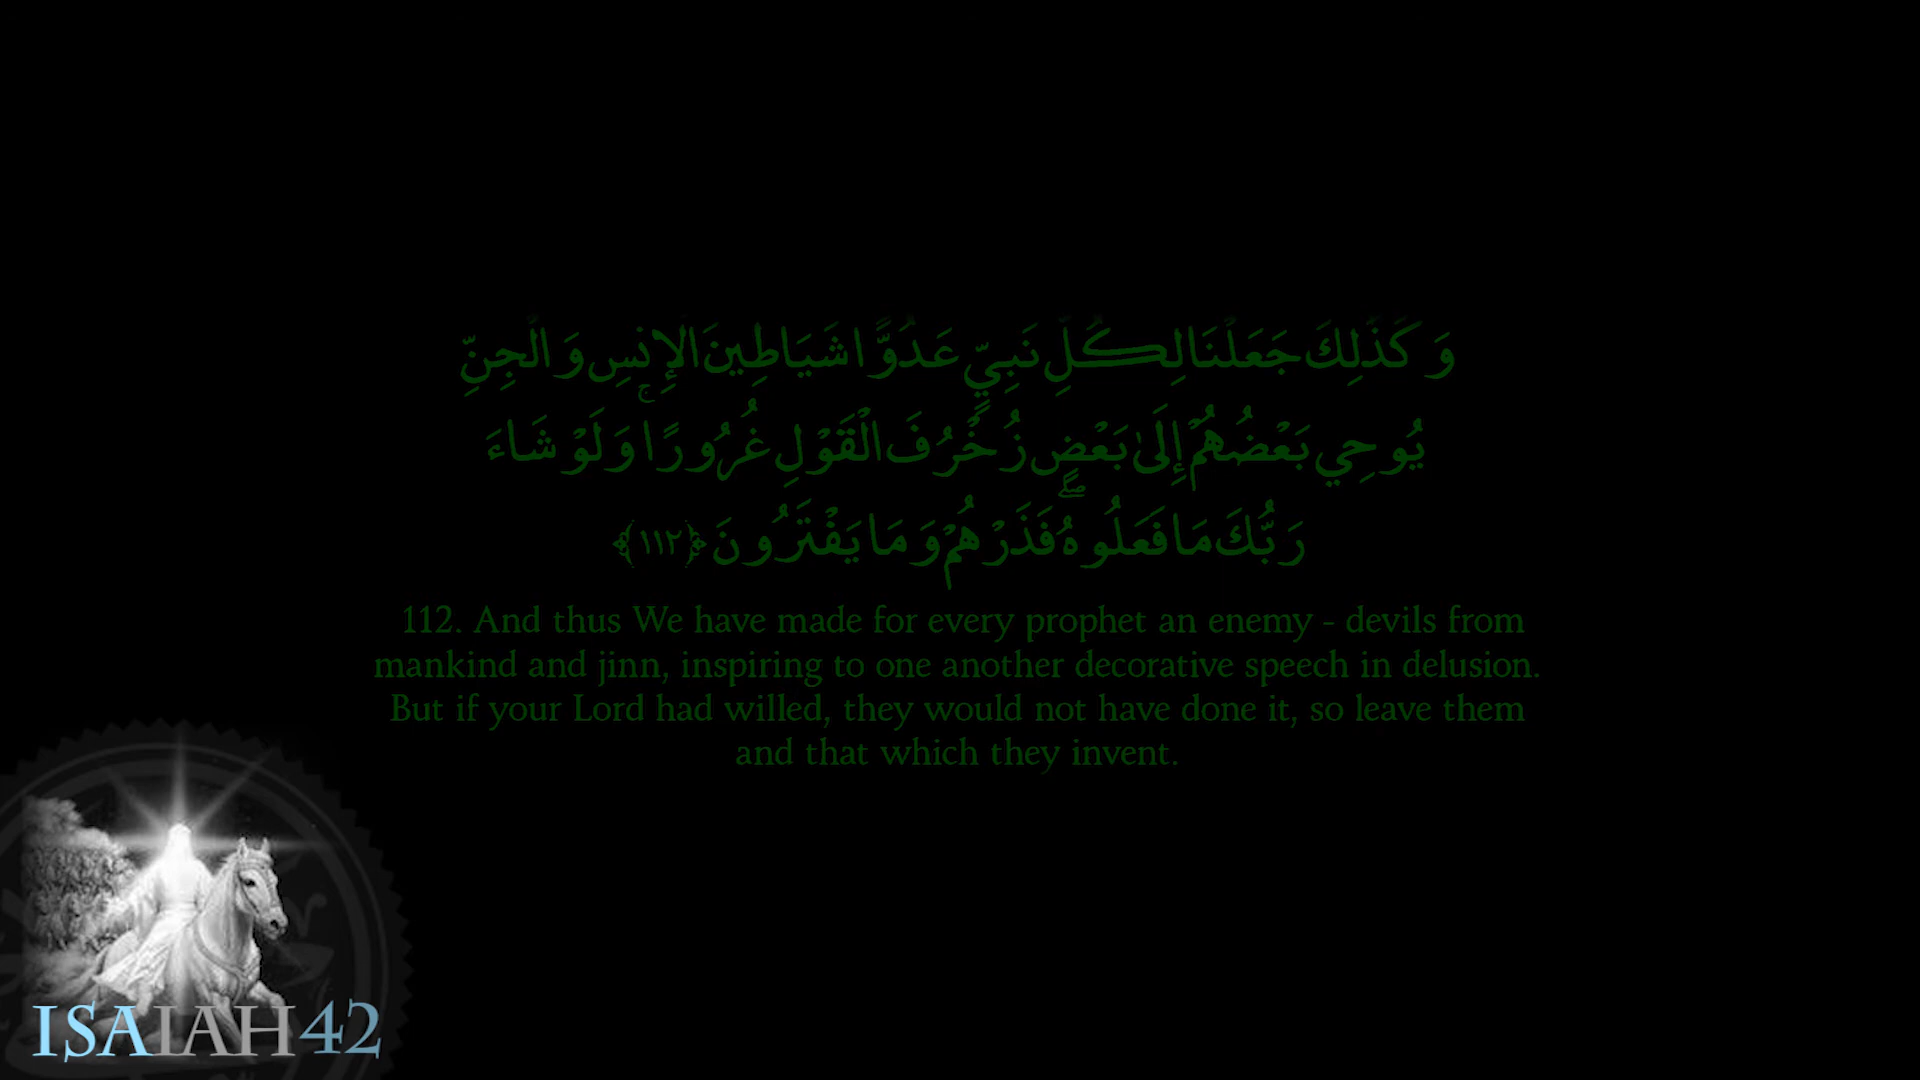 وَكَذَٰلِكَ جَعَلْنَا لِكُلِّ نَبِيٍّ عَدُوًّا شَيَاطِينَ الْإِنسِ وَالْجِنِّ
يُوحِي بَعْضُهُمْ إِلَىٰ بَعْضٍ زُخْرُفَ الْقَوْلِ غُرُورًا ۚ وَلَوْ شَاءَ
رَبُّكَ مَا فَعَلُوهُ ۖ فَذَرْهُمْ وَمَا يَفْتَرُونَ ﴿١١٢﴾
112. And thus We have made for every prophet an enemy - devils from
mankind and jinn, inspiring to one another decorative speech in delusion.
But if your Lord had willed, they would not have done it, so leave them
and that which they invent.
ISAIAH42